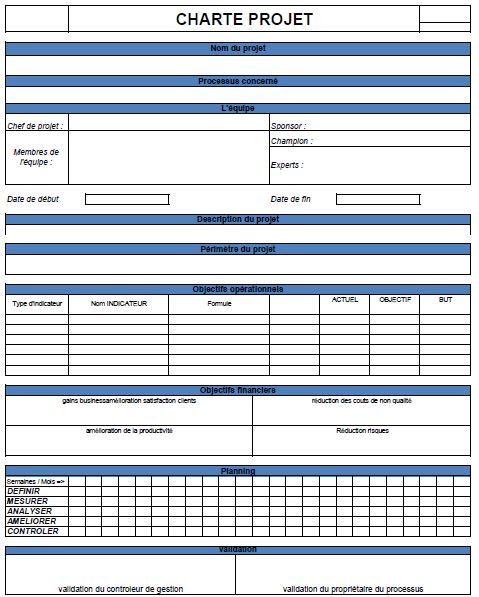 CHARTE PROJET
Nom du projet
Processus concerné
L'équipe
Chef de projet :
Sponsor :
Champion :
Membres de
l'équipe :
Experts :
Date de début
Date de fin
Description du projet
Périmètre du projet
Objectifs opérationnels
Type d'indicateur Nom INDICATEUR Formule ACTUEL OBJECTIF BUT
Objectifs financiers
gains businessamélioration satisfaction clients
réduction des couts de non qualité
amélioration de la productivité
Réduction risques
Planning
Semaines / Mois =>
DEFINIR
MESURER
ANALYSER
AMELIORER
CONTROLER
Validation
validation du controleur de gestion
validation du propriétaire du processus